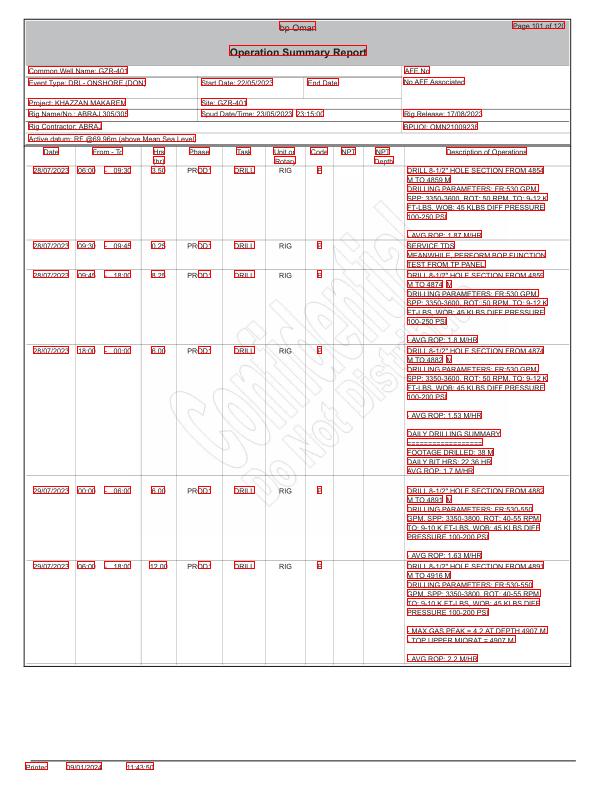 bp Oman
Page 101 of 120
Operation Summary Report
Common Well Name: GZR-401
AFE No
Event Type: DRL- ONSHORE (DON)
Start Date: 22/05/2023
End Date:
No AFE Associated
Project: KHAZZAN MAKAREM
Site: GZR-401
Rig Name/No.: ABRAJ 305/305
Spud Date/Time: 23/05/2023 23:15:00
Rig Release: 17/08/2023
Rig Contractor: ABRAJ
BPUOI: OMN21009236
Active datum: RF @69.96m (above Mean Sea Level)
Date From - To Hrs (hr) Phase Task Unit or Rotary Code NPT NPT Depth Description of Operations
28/07/2023 06:00 - 09:30 3.50 PROD1 DRILL RIG P DRILL 8-1/2" HOLE SECTION FROM 4854
M TO 4859 M
DRILLING PARAMETERS: FR:530 GPM,
SPP: 3350-3600, ROT: 50 RPM, TQ: 9-12 K
FT-LBS, WOB: 45 KLBS DIFF PRESSURE
100-250 PSI
- AVG ROP: 1.87 M/HR
28/07/2023 09:30 - 09:45 0.25 PROD1 DRILL RIG P SERVICE TDS
MEANWHILE, PERFORM BOP FUNCTION
TEST FROM TP PANEL
28/07/2023 09:45 - 18:00 8.25 PROD1 DRILL RIG P DRILL 8-1/2" HOLE SECTION FROM 4859
M TO 4874 M
DRILLING PARAMETERS: FR:530 GPM,
SPP: 3350-3600, ROT: 50 RPM, TQ: 9-12 K
FT-LBS, WOB: 45 KLBS DIFF PRESSURE
100-250 PSI
- AVG ROP: 1.8 M/HR
28/07/2023 18:00 - 00:00 6.00 PROD1 DRILL RIG P DRILL 8-1/2" HOLE SECTION FROM 4874
M TO 4882 M
DRILLING PARAMETERS: FR:530 GPM,
SPP: 3350-3600, ROT: 50 RPM, TQ: 9-12 K
FT-LBS, WOB: 45 KLBS DIFF PRESSURE
100-200 PSI
- AVG ROP: 1.53 M/HR
DAILY DRILLING SUMMARY
==================
FOOTAGE DRILLED: 38 M
DAILY BIT HRS: 22.36 HR
AVG ROP: 1.7 M/HR
29/07/2023 00:00 - 06:00 6.00 PROD1 DRILL RIG P DRILL 8-1/2" HOLE SECTION FROM 4882
M TO 4891 M
DRILLING PARAMETERS: FR:530-550
GPM, SPP: 3350-3800, ROT: 40-55 RPM,
TQ: 9-10 K FT-LBS, WOB: 45 KLBS DIFF
PRESSURE 100-200 PSI
- AVG ROP: 1.63 M/HR
29/07/2023 06:00 - 18:00 12.00 PROD1 DRILL RIG P DRILL 8-1/2" HOLE SECTION FROM 4891
M TO 4916 M
DRILLING PARAMETERS: FR:530-550
GPM, SPP: 3350-3800, ROT: 40-55 RPM,
TQ: 9-10 K FT-LBS, WOB: 45 KLBS DIFF
PRESSURE 100-200 PSI
- MAX GAS PEAK = 4.2 AT DEPTH 4907 M
- TOP UPPER MIQRAT = 4907 M
- AVG ROP: 2.2 M/HR
Confidential
Do Not Distribute
Printed 09/01/2024 11:43:50